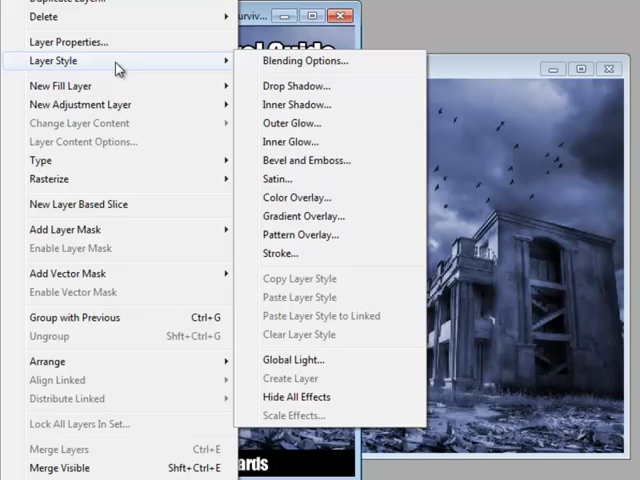 Duplicate Layer...
Delete
Layer Properties...
Layer Style
New Fill Layer
New Adjustment Layer
Change Layer Content
Layer Content Options...
Type
Rasterize
New Layer Based Slice
Add Layer Mask
Enable Layer Mask
Add Vector Mask
Enable Vector Mask
Group with Previous Ctrl+G
Ungroup Shft+Ctrl+G
Arrange
Align Linked
Distribute Linked
Lock All Layers In Set...
Merge Layers Ctrl+E
Merge Visible Shft+Ctrl+E
Blending Options...
Drop Shadow...
Inner Shadow...
Outer Glow...
Inner Glow...
Bevel and Emboss...
Satin...
Color Overlay...
Gradient Overlay...
Pattern Overlay...
Stroke...
Copy Layer Style
Paste Layer Style
Paste Layer Style to Linked
Clear Layer Style
Global Light...
Create Layer
Hide All Effects
Scale Effects...
Surviv...
Guide
ards